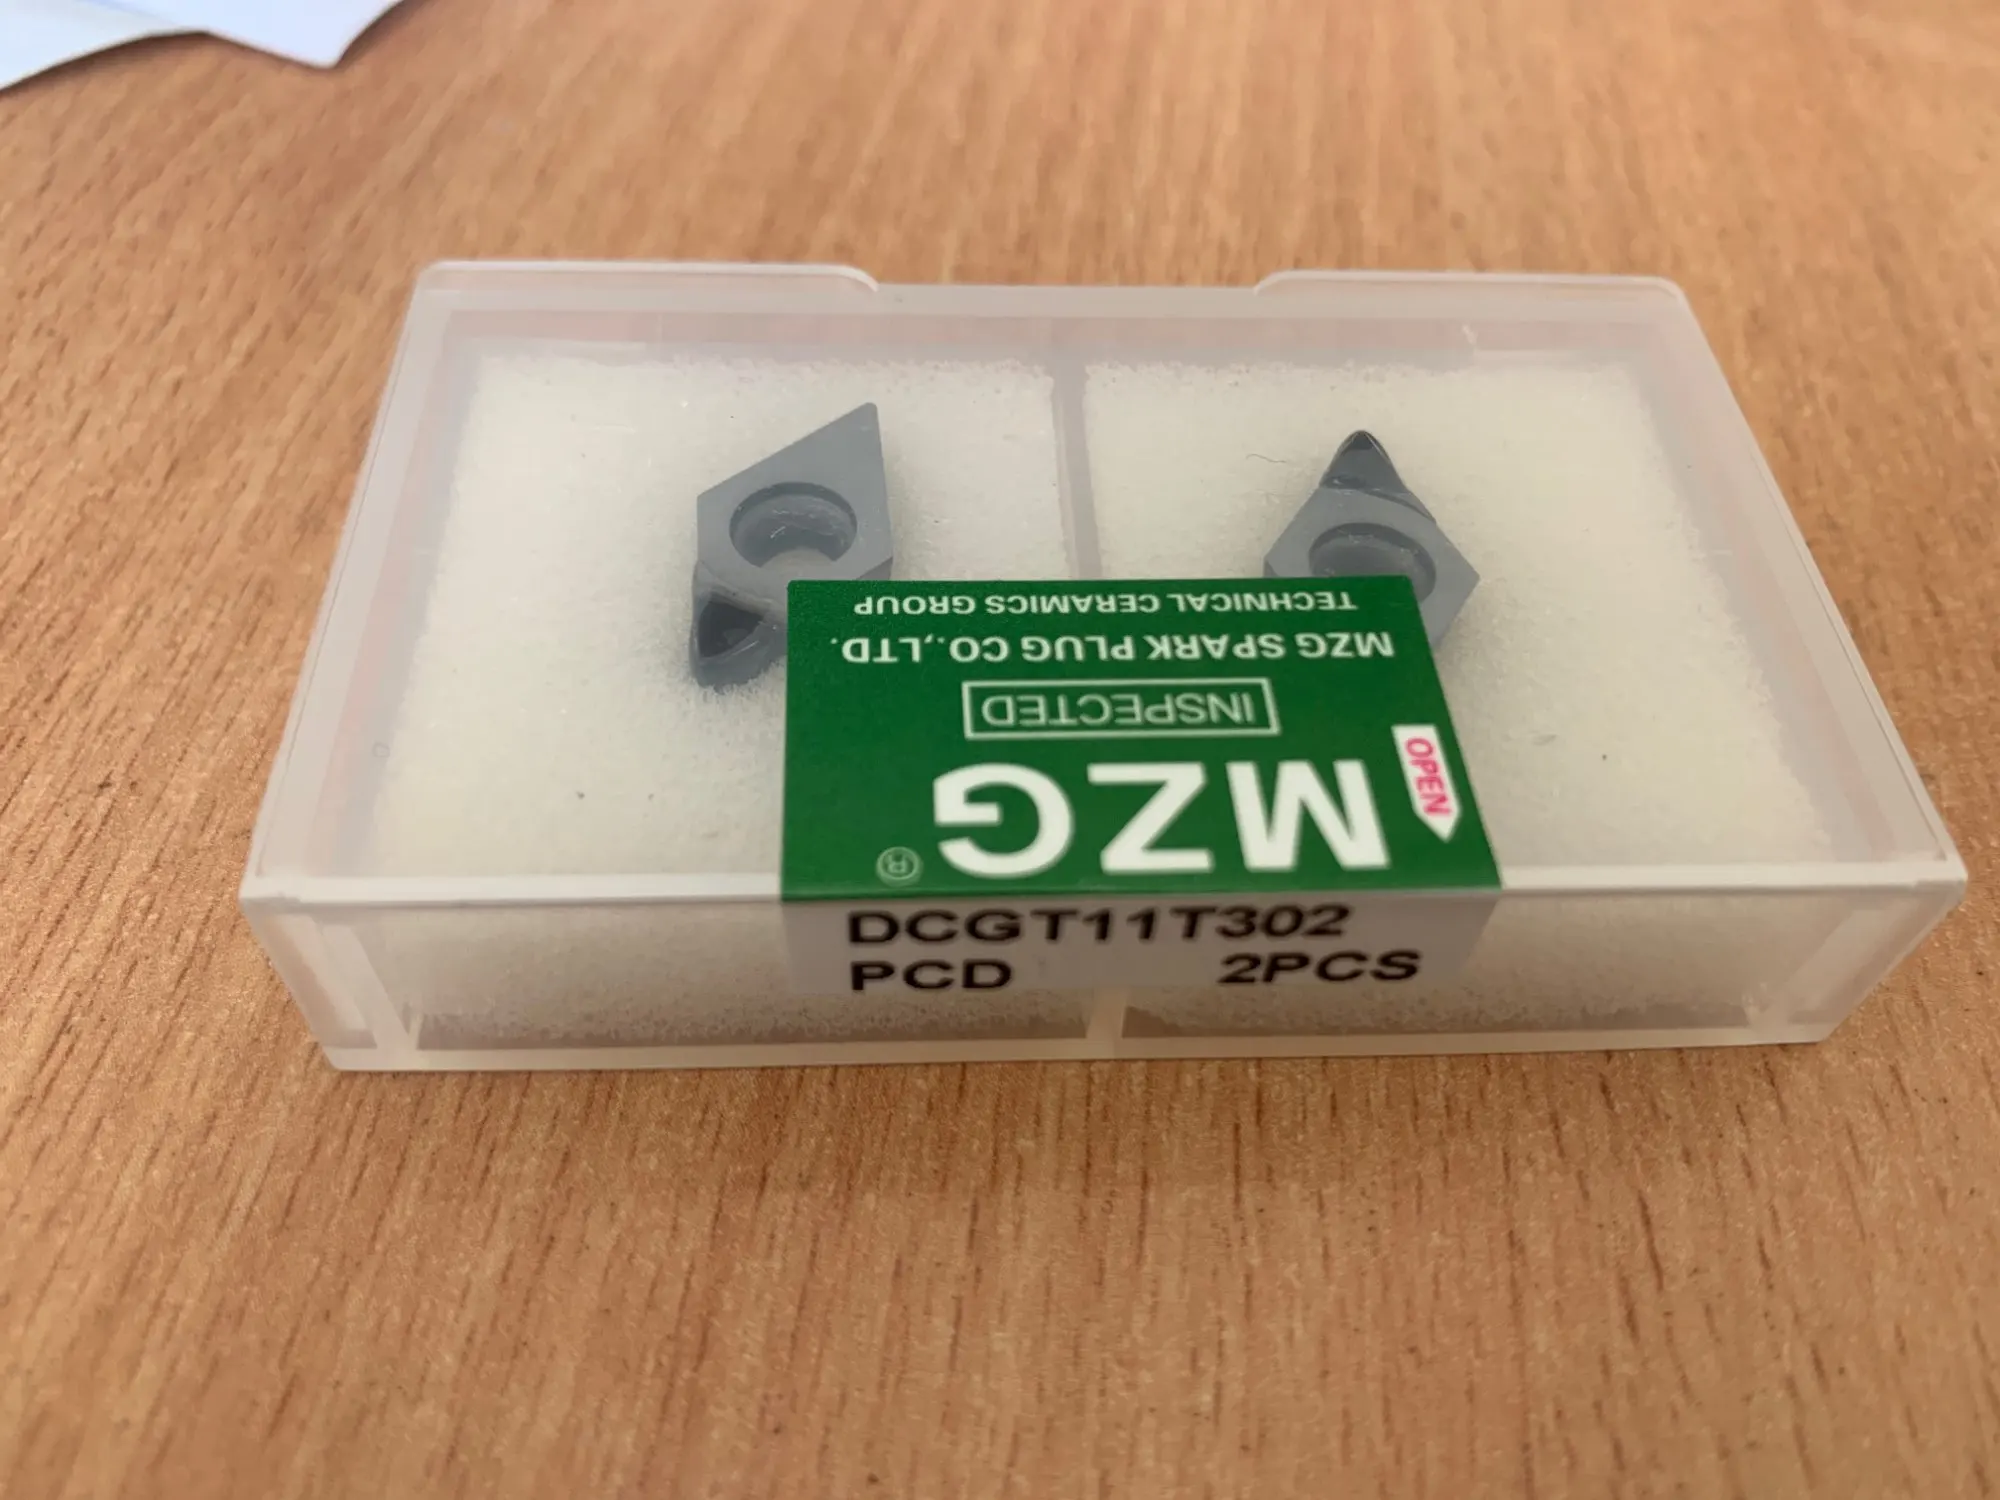 MZG®
INSPECTED
MZG SPARK PLUG CO.,LTD.
TECHNICAL CERAMICS GROUP
OPEN
DCGT11T302
PCD 2PCS